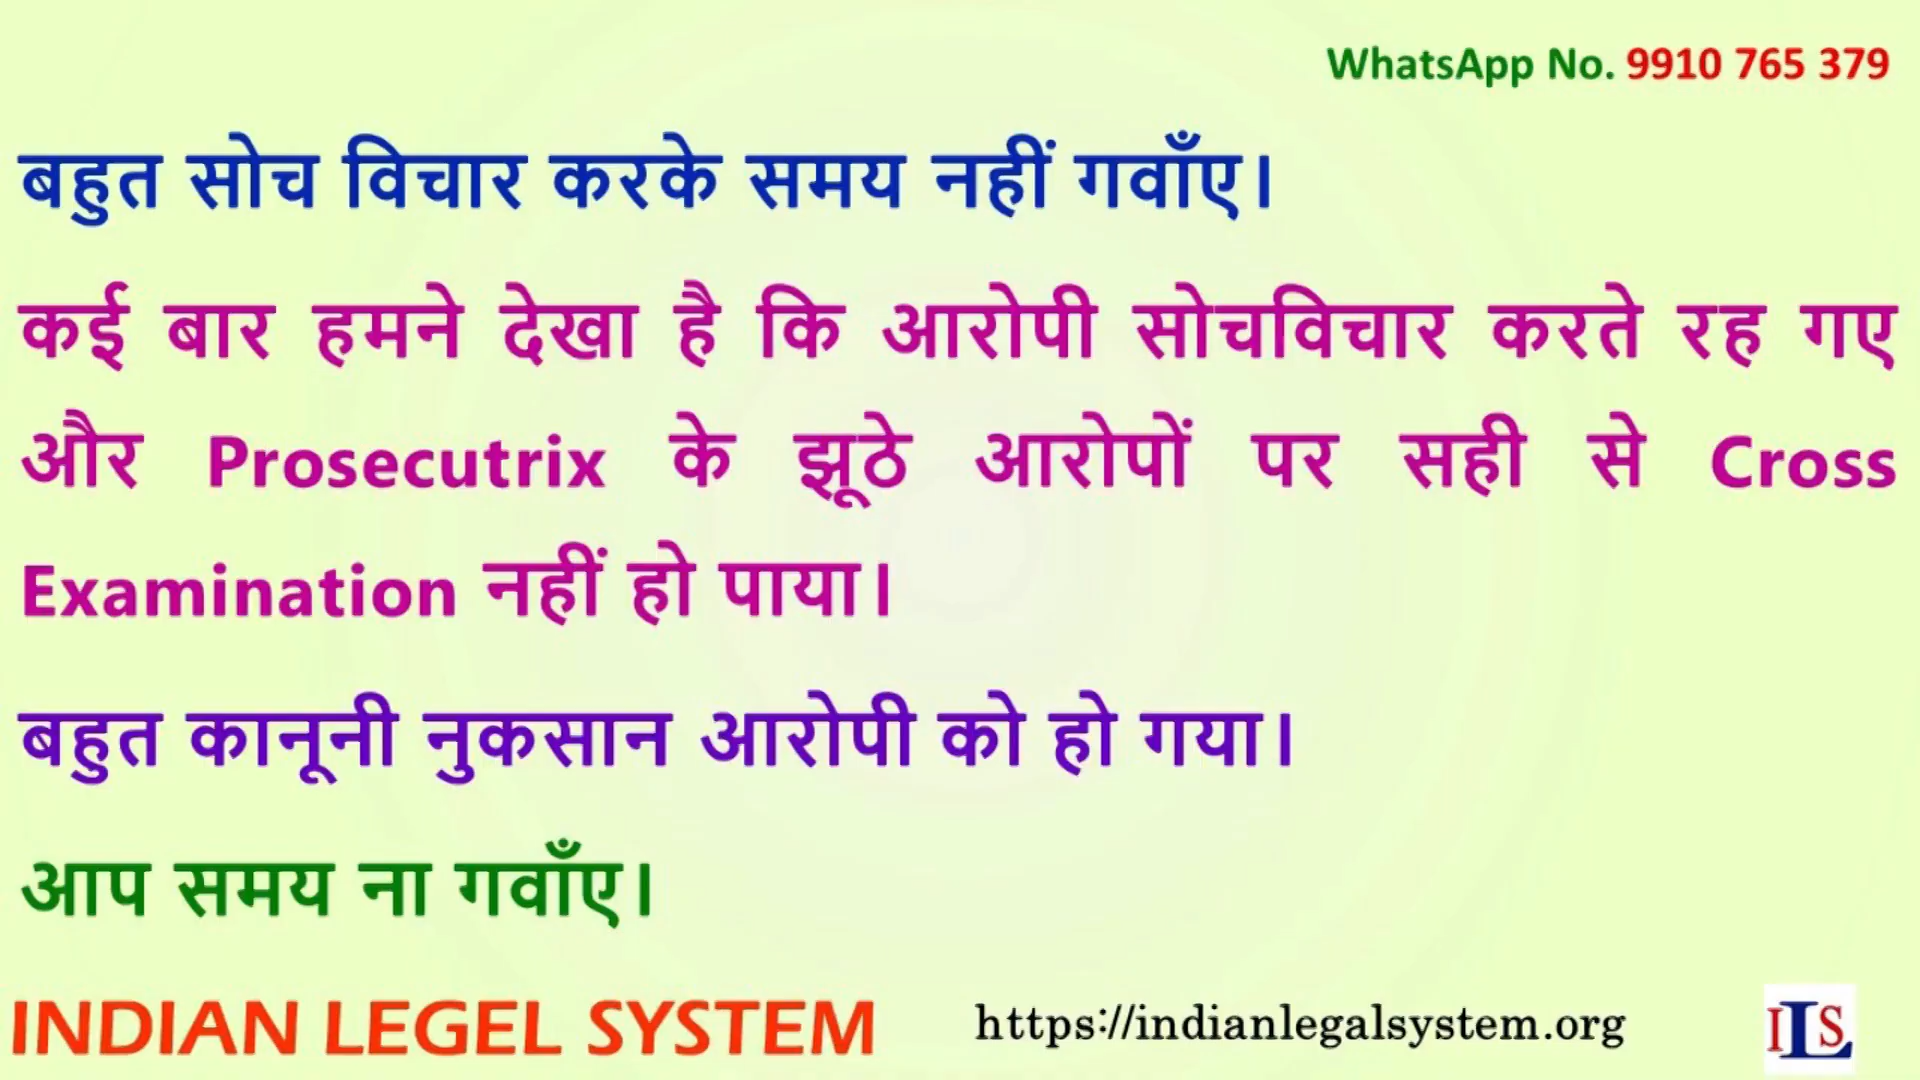 WhatsApp No. 9910 765 379
बहुत सोच विचार करके समय नहीं गवाँए।
कई बार हमने देखा है कि आरोपी सोचविचार करते रह गए
और Prosecutrix के झूठे आरोपों पर सही से Cross
Examination नहीं हो पाया।
बहुत कानूनी नुकसान आरोपी को हो गया।
आप समय ना गवाँए।
INDIAN LEGEL SYSTEM
https://indianlegalsystem.org
ILS